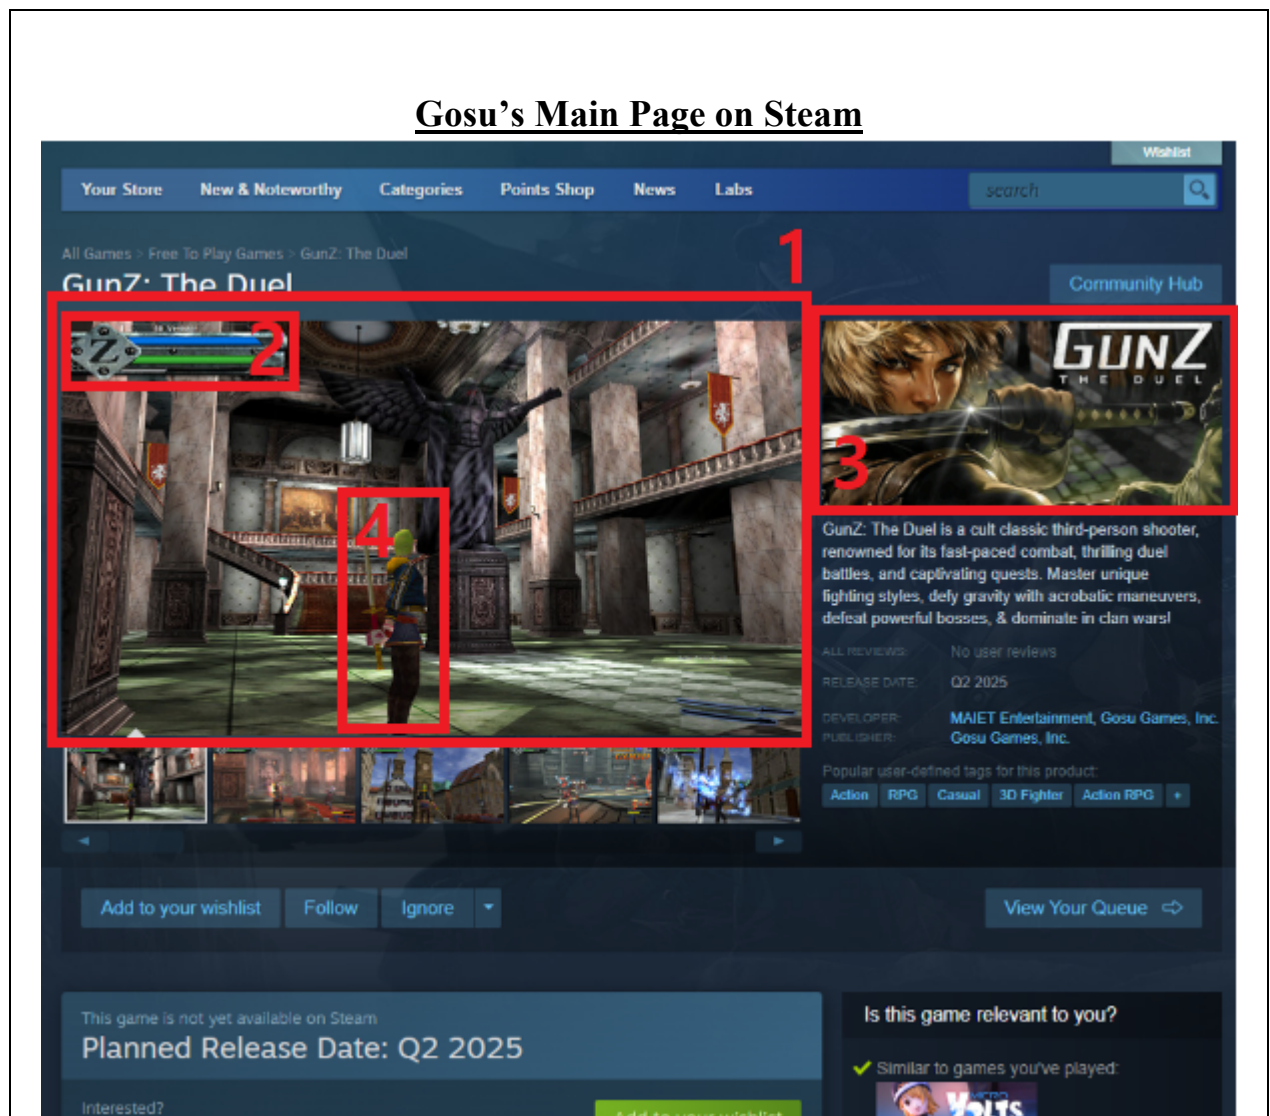 Gosu's Main Page on Steam
Wishlist
Your Store New & Noteworthy Categories Points Shop News Labs
search
All Games > Free To Play Games > GunZ: The Duel
GunZ: The Duel
Community Hub
1
2
3
4
Z
GUNZ
THE DUEL
GunZ: The Duel is a cult classic third-person shooter,
renowned for its fast-paced combat, thrilling duel
battles, and captivating quests. Master unique
fighting styles, defy gravity with acrobatic maneuvers,
defeat powerful bosses, & dominate in clan wars!
ALL REVIEWS: No user reviews
RELEASE DATE: Q2 2025
DEVELOPER: MAIET Entertainment, Gosu Games, Inc.
PUBLISHER: Gosu Games, Inc.
Popular user-defined tags for this product:
Action RPG Casual 3D Fighter Action RPG +
Add to your wishlist Follow Ignore
View Your Queue
This game is not yet available on Steam
Planned Release Date: Q2 2025
Interested?
Add to your wishlist
Is this game relevant to you?
Similar to games you've played:
MICRO
VOLTS